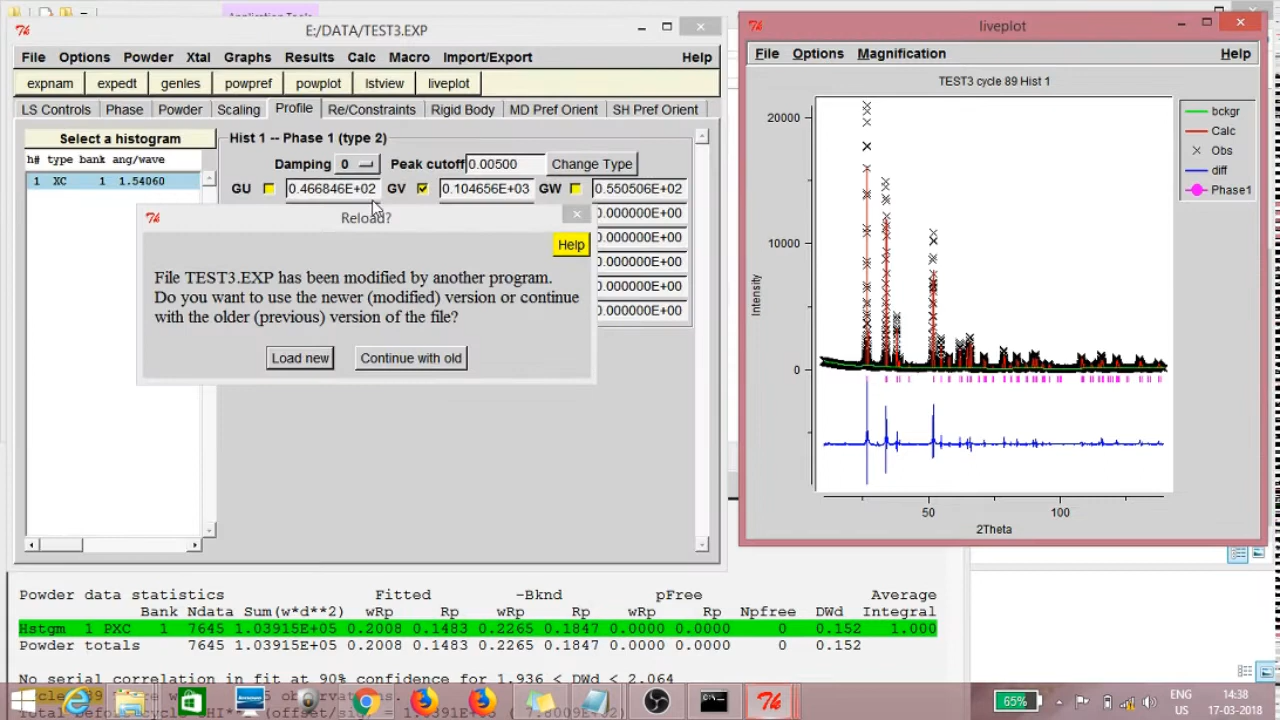 Application Tools
E:/DATA/TEST3.EXP
File Options Powder Xtal Graphs Results Calc Macro Import/Export Help
expnam expedt genles powpref powplot lstview liveplot
LS Controls Phase Powder Scaling Profile Re/Constraints Rigid Body MD Pref Orient SH Pref Orient
Select a histogram
h# type bank ang/wave
1 XC 1 1.54060
Hist 1 -- Phase 1 (type 2)
Damping 0 Peak cutoff 0.00500 Change Type
GU 0.466846E+02 GV 0.104656E+03 GW 0.550506E+02
0.000000E+00
0.000000E+00
0.000000E+00
0.000000E+00
0.000000E+00
Reload?
Help
File TEST3.EXP has been modified by another program.
Do you want to use the newer (modified) version or continue
with the older (previous) version of the file?
Load new Continue with old
liveplot
File Options Magnification Help
TEST3 cycle 89 Hist 1
20000
10000
0
Intensity
50 100
2Theta
bckgr
Calc
Obs
diff
Phase1
Powder data statistics Fitted -Bknd pFree Average
Bank Ndata Sum(w*d**2) wRp Rp wRp Rp wRp Rp Npfree DWd Integral
Hstgm 1 PXC 1 7645 1.03915E+05 0.2008 0.1483 0.2265 0.1847 0.0000 0.0000 0 0.152 1.000
Powder totals 7645 1.03915E+05 0.2008 0.1483 0.2265 0.1847 0.0000 0.0000 0 0.152
No serial correlation in fit at 90% confidence for 1.936 < DWd < 2.064
65%
ENG
US
14:38
17-03-2018